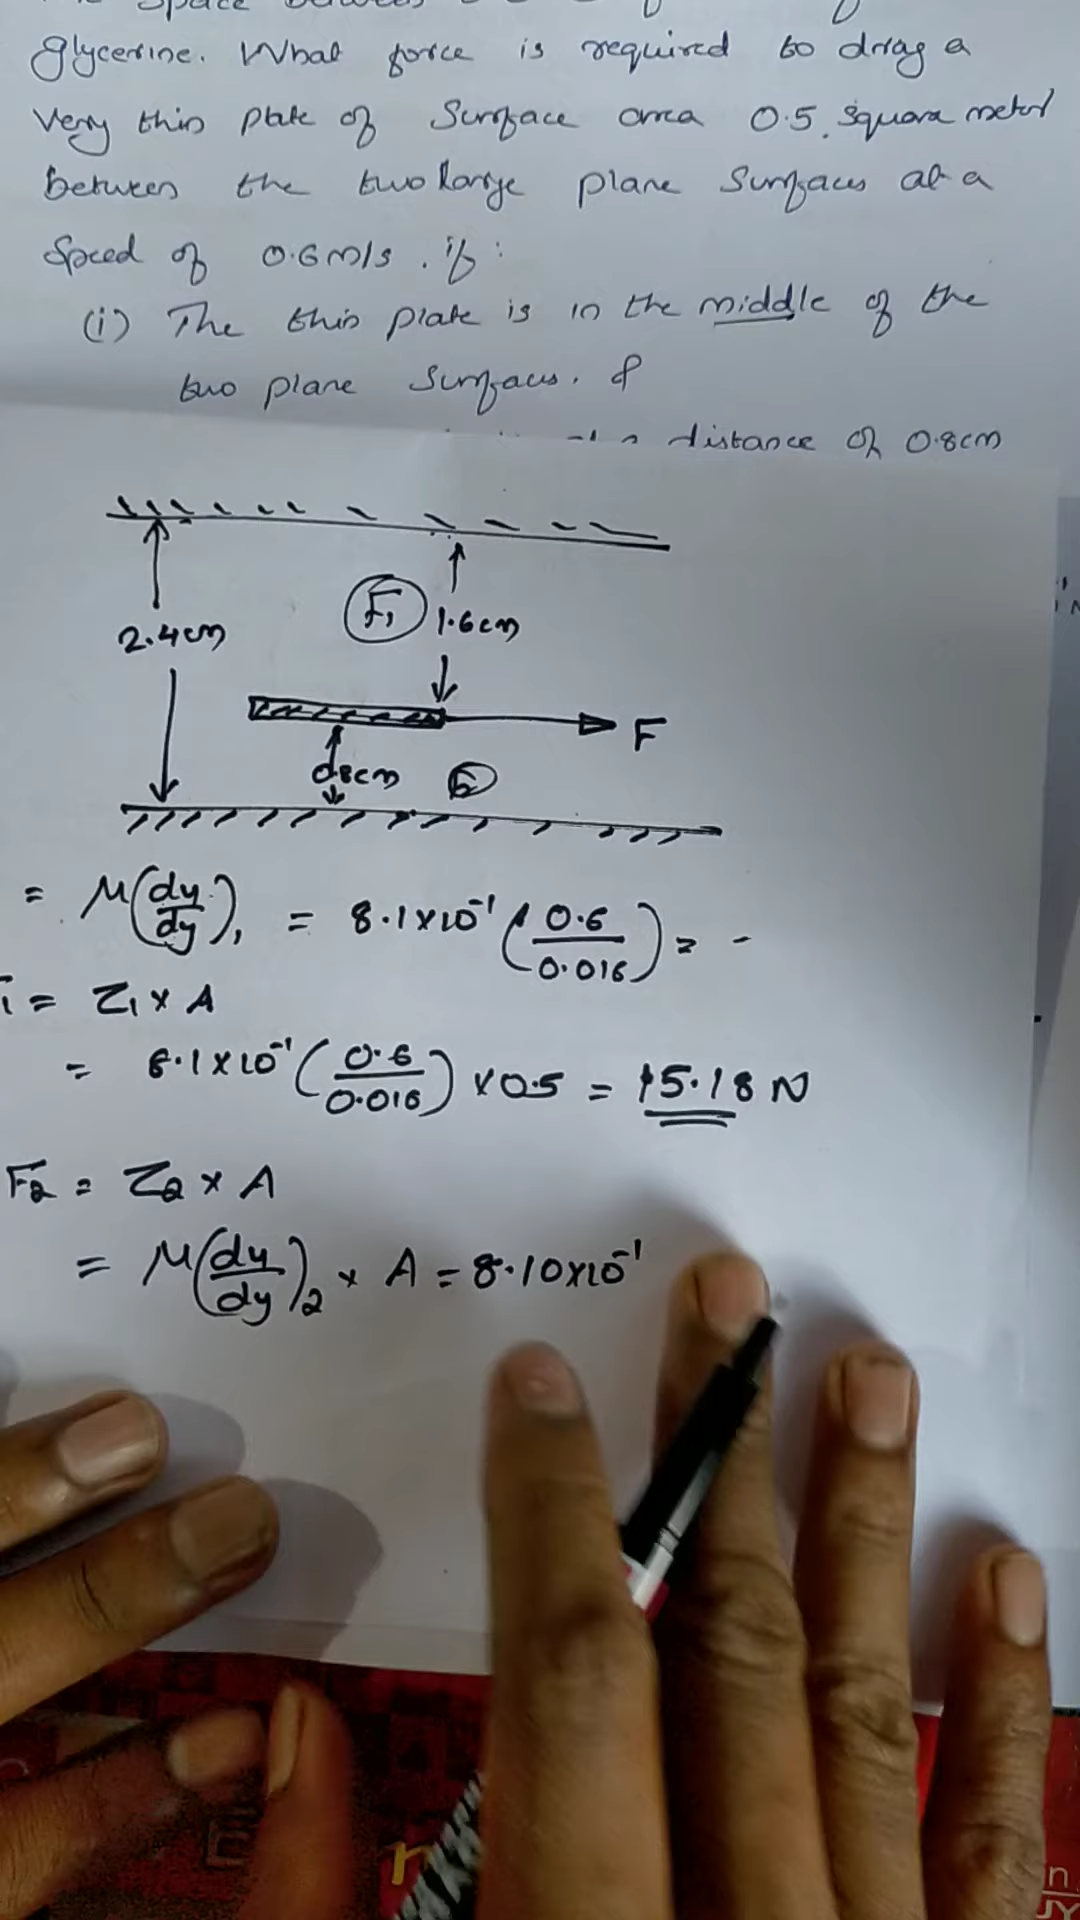 Space between
glycerine. What force is required to drag a
very thin plate of Surface area 0.5 square meter
between the two large plane surfaces at a
speed of 0.6 m/s. if:
(i) The thin plate is in the middle of the
two plane surfaces. &
distance of 0.8cm
F1
1.6cm
2.4cm
F
0.8cm
= μ(du/dy)1 = 8.1×10⁻¹ (0.6/0.016) = -
= τ1 × A
= 8.1×10⁻¹ (0.6/0.016) × 0.5 = 15.18 N
F2 = τ2 × A
= μ(du/dy)2 × A = 8.10×10⁻¹
n